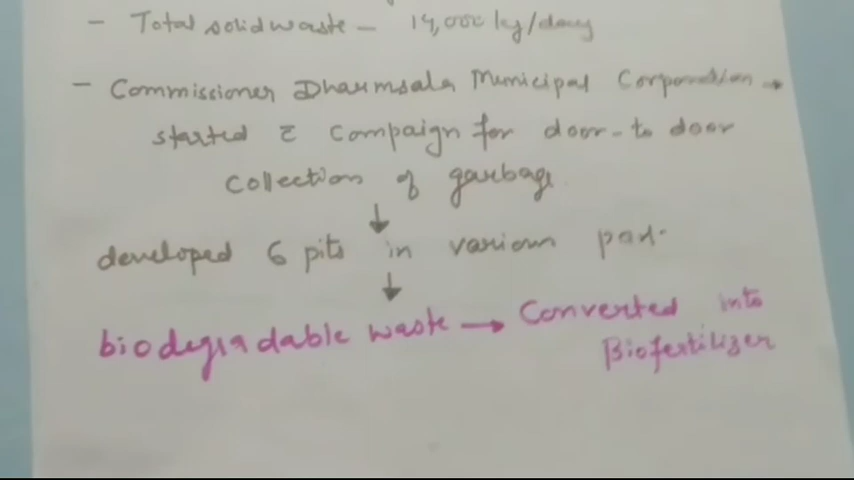 - Total solid waste - 14,000 kg/day
- Commissioner Dharmsala Municipal Corporation →
started c̄ campaign for door-to door
collection of garbage.
↓
developed 6 pits in various
↓
biodegradable waste → Converted into
Biofertilizer